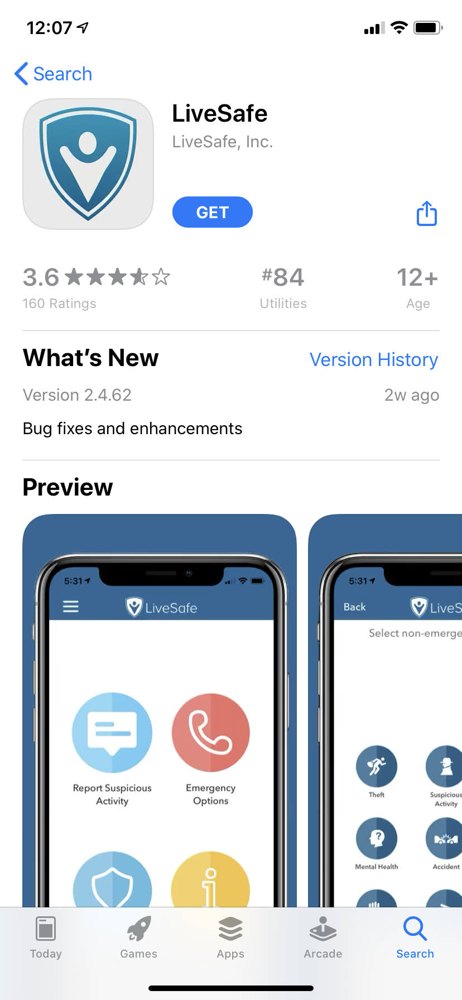 12:07
Search
LiveSafe
LiveSafe, Inc.
GET
3.6
#84
12+
160 Ratings
Utilities
Age
What's New
Version History
Version 2.4.62
2w ago
Bug fixes and enhancements
Preview
5:31
LiveSafe
Report Suspicious
Activity
Emergency
Options
5:31
Back
LiveS
Select non-emerge
Theft
Suspicious
Activity
Mental Health
Accident
Today
Games
Apps
Arcade
Search